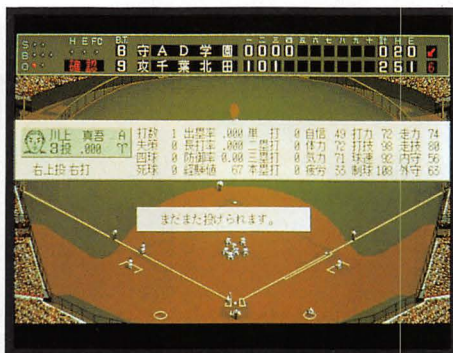 H E FC B.T. 一 二 三 四 五 六 七 八 九 十 計 H E
S B 守 A D 学園 0 0 0 0 0 2 0
B
O 確認 9 攻 千葉北田 1 0 1 2 5 1 6
川上 真吾 A 打数 1 出塁率 .000 単打 0 自信 49 打力 72 走力 74
3 投 .000 失策 0 長打率 .000 二塁打 0 体力 72 打技 98 走技 80
四球 0 防御率 0.00 三塁打 0 気力 71 球速 92 内守 56
右上投右打 死球 0 経験値 67 本塁打 0 疲労 33 制球 108 外守 63
まだまだ投げられます。